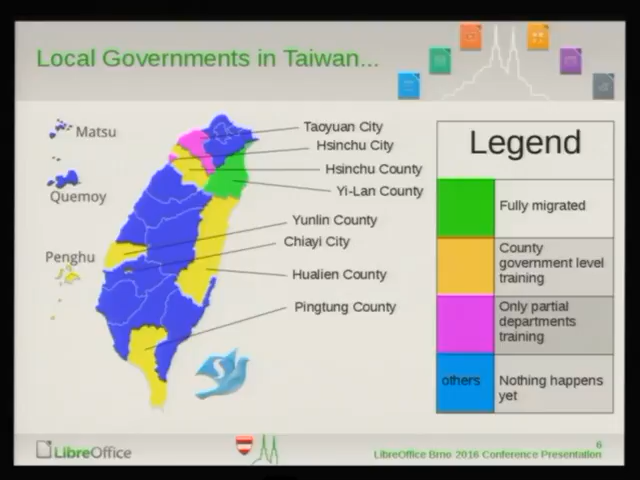 Local Governments in Taiwan...
Matsu
Quemoy
Penghu
Taoyuan City
Hsinchu City
Hsinchu County
Yi-Lan County
Yunlin County
Chiayi City
Hualien County
Pingtung County
Legend
Fully migrated
County
government level
training
Only partial
departments
training
others
Nothing happens
yet
LibreOffice
6
LibreOffice Brno 2016 Conference Presentation